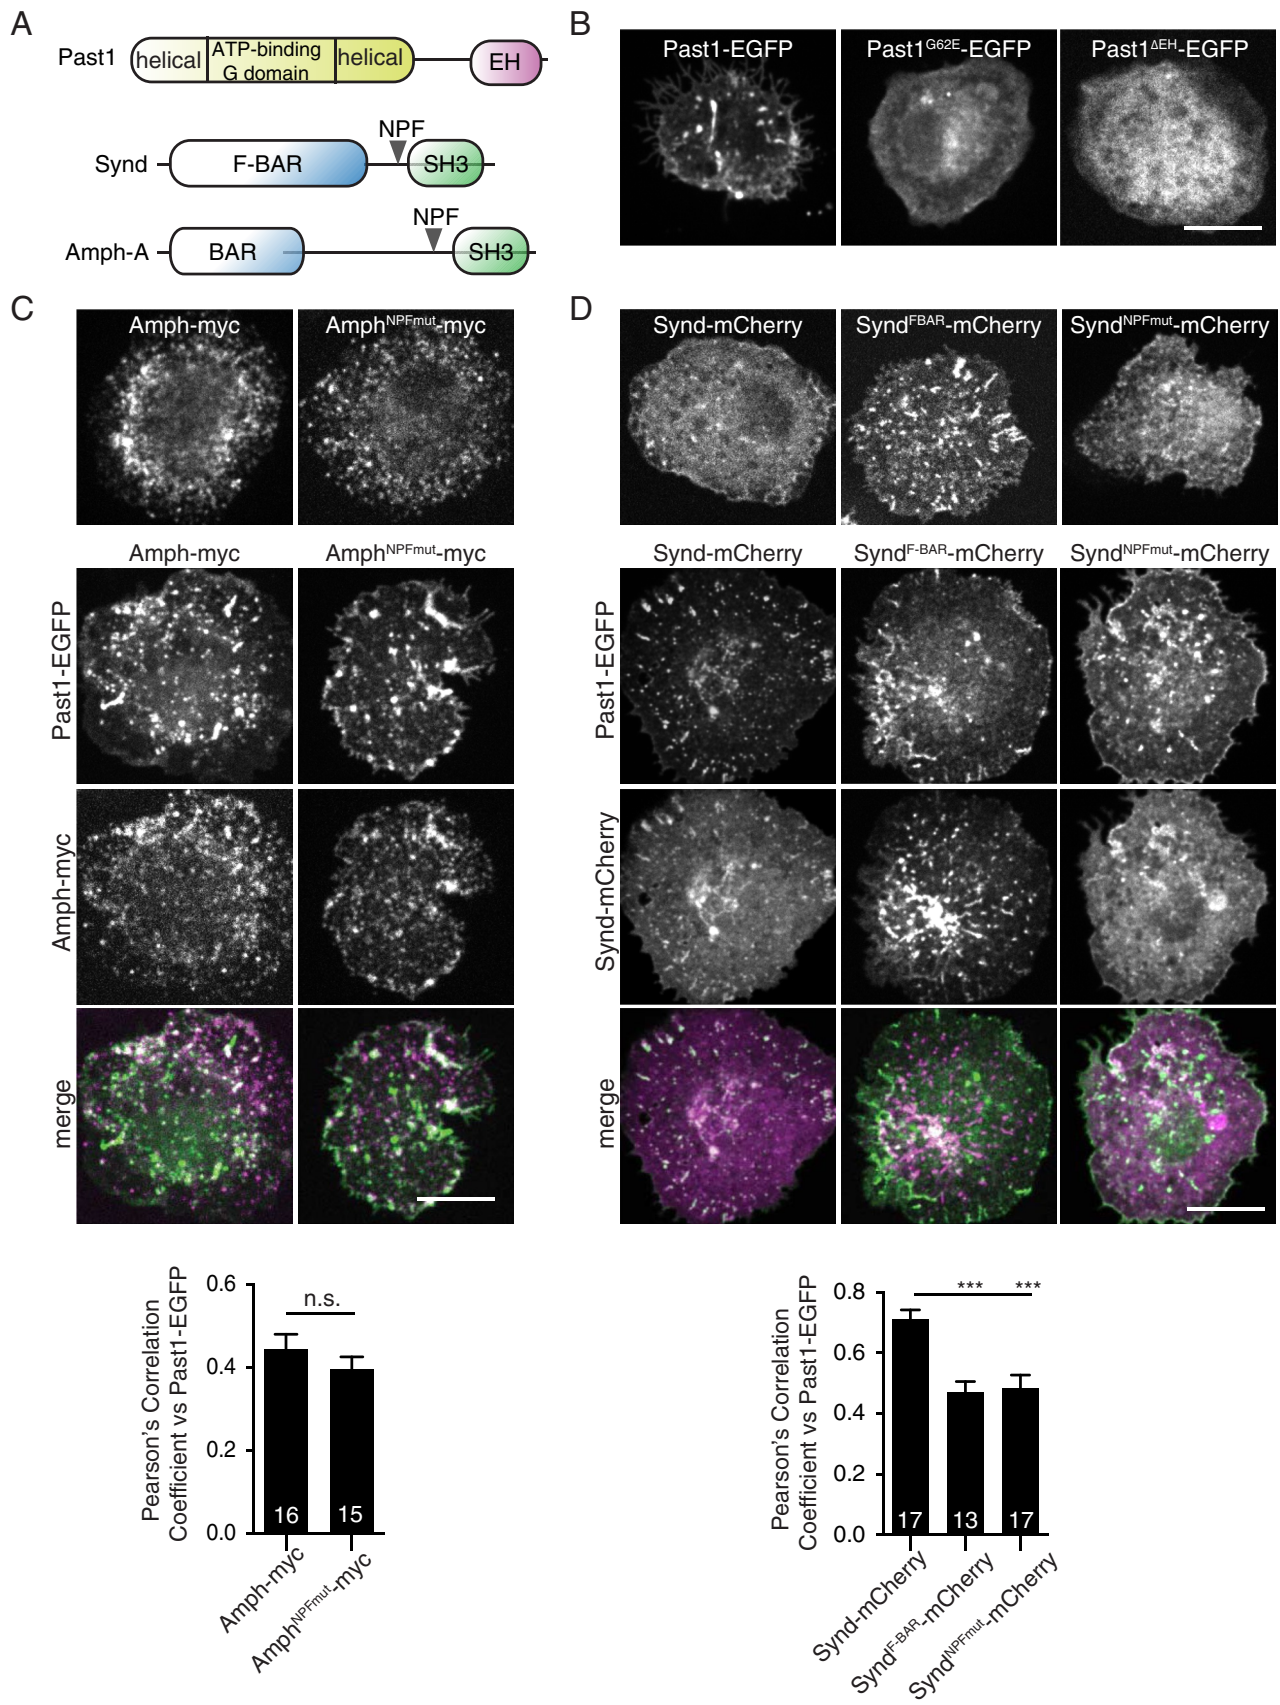 A
Past1
helical
ATP-binding
G domain
helical
EH
NPF
Synd
F-BAR
SH3
NPF
Amph-A
BAR
SH3
B
Past1-EGFP
Past1G62E-EGFP
Past1ΔEH-EGFP
C
Amph-myc
AmphNPFmut-myc
Amph-myc
AmphNPFmut-myc
Past1-EGFP
Amph-myc
merge
Pearson's Correlation
Coefficient vs Past1-EGFP
0.6
0.4
0.2
0.0
n.s.
16
15
Amph-myc
AmphNPFmut-myc
D
Synd-mCherry
SyndFBAR-mCherry
SyndNPFmut-mCherry
Synd-mCherry
SyndF-BAR-mCherry
SyndNPFmut-mCherry
Past1-EGFP
Synd-mCherry
merge
Pearson's Correlation
Coefficient vs Past1-EGFP
0.8
0.6
0.4
0.2
0.0
***
***
17
13
17
Synd-mCherry
SyndF-BAR-mCherry
SyndNPFmut-mCherry